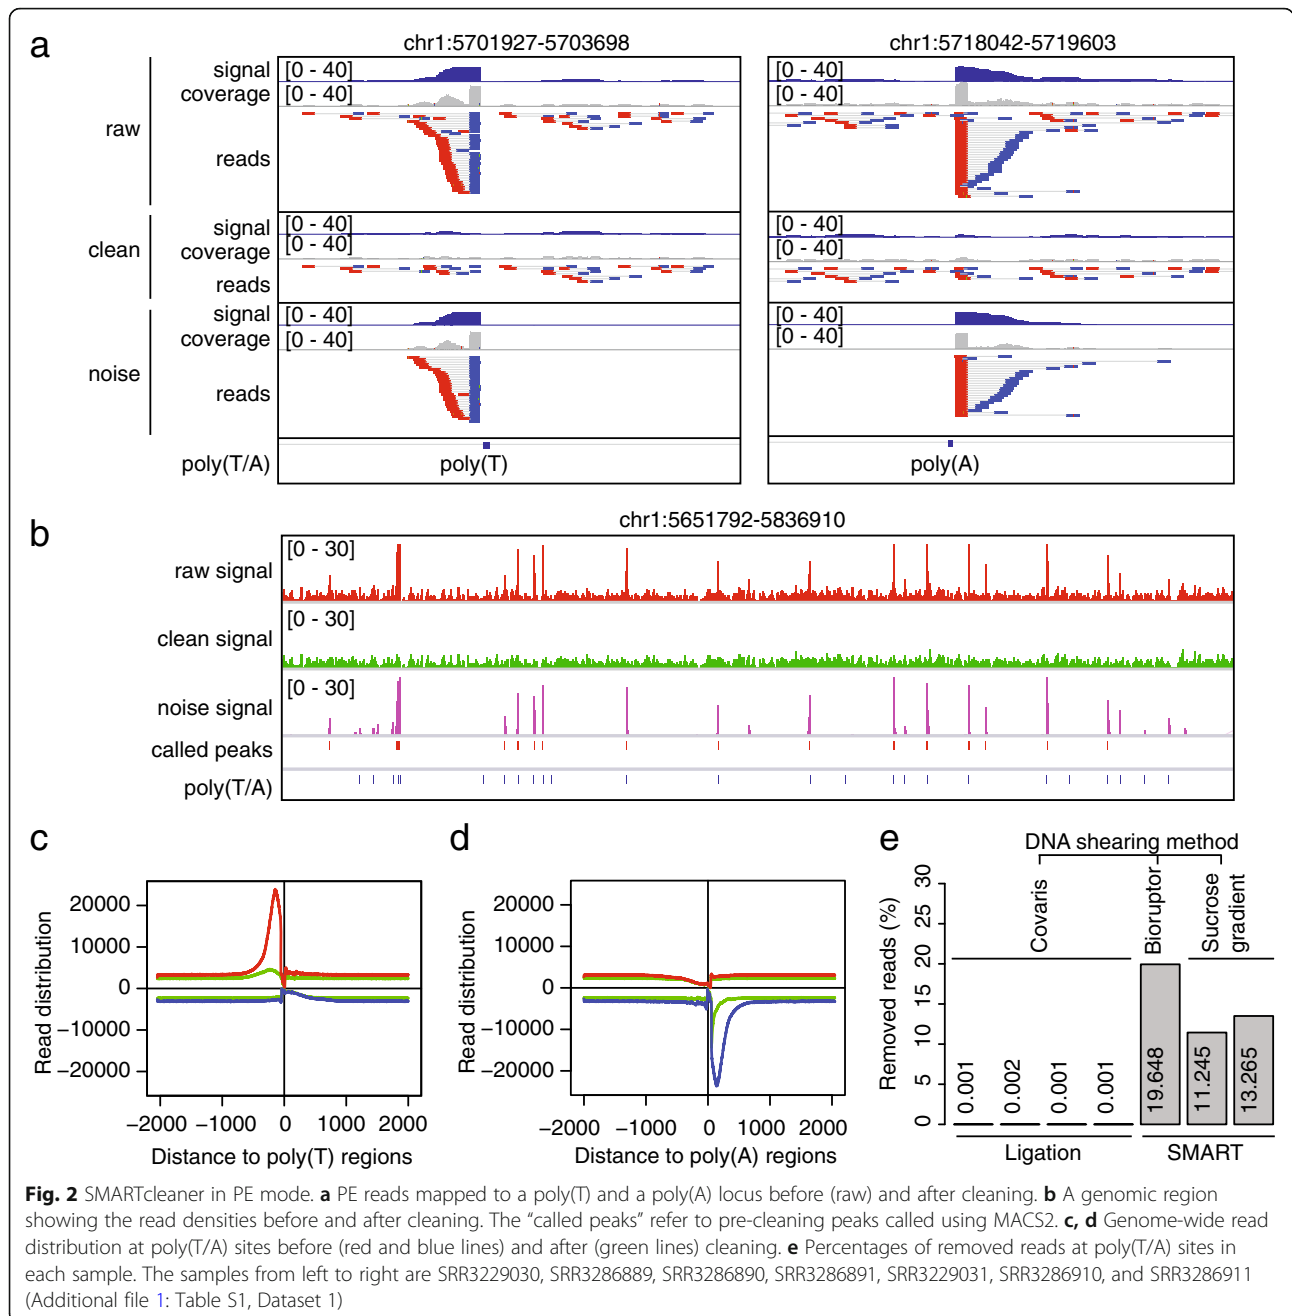 a
chr1:5701927-5703698
chr1:5718042-5719603
raw
signal
[0 - 40]
[0 - 40]
coverage
[0 - 40]
[0 - 40]
reads
clean
signal
[0 - 40]
[0 - 40]
coverage
[0 - 40]
[0 - 40]
reads
noise
signal
[0 - 40]
[0 - 40]
coverage
[0 - 40]
[0 - 40]
reads
poly(T/A)
poly(T)
poly(A)
b
chr1:5651792-5836910
raw signal
[0 - 30]
clean signal
[0 - 30]
noise signal
[0 - 30]
called peaks
poly(T/A)
c
Read distribution
20000
10000
0
−10000
−20000
−2000 −1000 0 1000 2000
Distance to poly(T) regions
d
Read distribution
20000
10000
0
−10000
−20000
−2000 −1000 0 1000 2000
Distance to poly(A) regions
e
DNA shearing method
Covaris
Bioruptor
Sucrose
gradient
Removed reads (%)
0 5 10 15 20 25 30
0.001
0.002
0.001
0.001
19.648
11.245
13.265
Ligation
SMART
Fig. 2 SMARTcleaner in PE mode. a PE reads mapped to a poly(T) and a poly(A) locus before (raw) and after cleaning. b A genomic region
showing the read densities before and after cleaning. The “called peaks” refer to pre-cleaning peaks called using MACS2. c, d Genome-wide read
distribution at poly(T/A) sites before (red and blue lines) and after (green lines) cleaning. e Percentages of removed reads at poly(T/A) sites in
each sample. The samples from left to right are SRR3229030, SRR3286889, SRR3286890, SRR3286891, SRR3229031, SRR3286910, and SRR3286911
(Additional file 1: Table S1, Dataset 1)